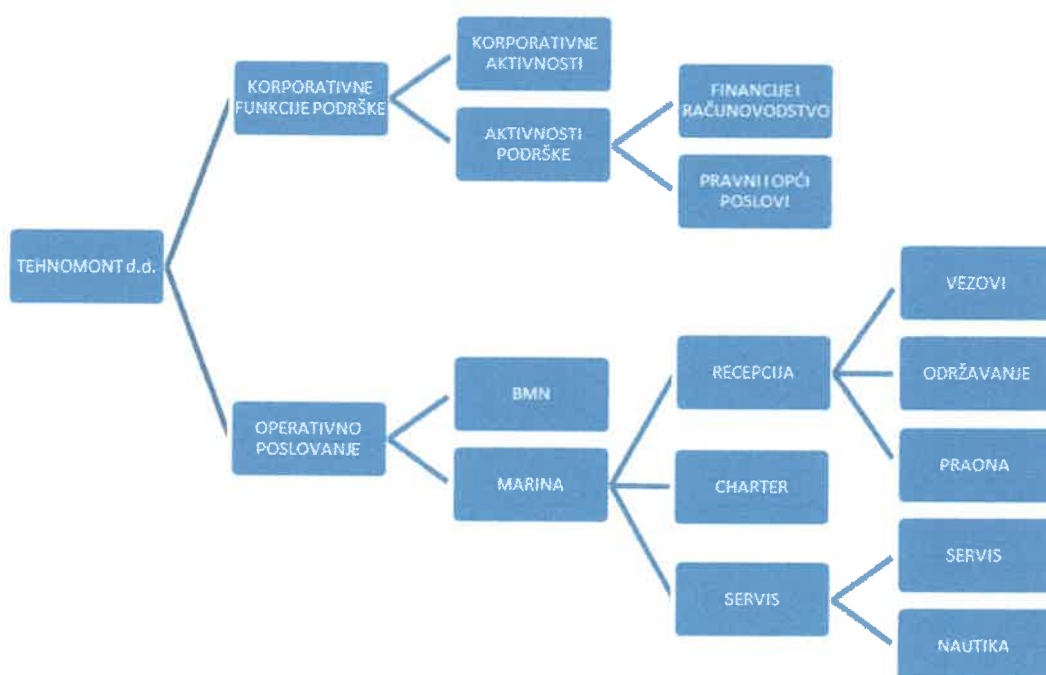 KORPORATIVNE
AKTIVNOSTI
KORPORATIVNE
FUNKCIJE PODRŠKE
FINANCIJE I
RAČUNOVODSTVO
AKTIVNOSTI
PODRŠKE
PRAVNI I OPĆI
POSLOVI
TEHNOMONT d.d.
VEZOVI
RECEPCIJA
ODRŽAVANJE
BMN
OPERATIVNO
POSLOVANJE
PRAONA
MARINA
CHARTER
SERVIS
SERVIS
NAUTIKA